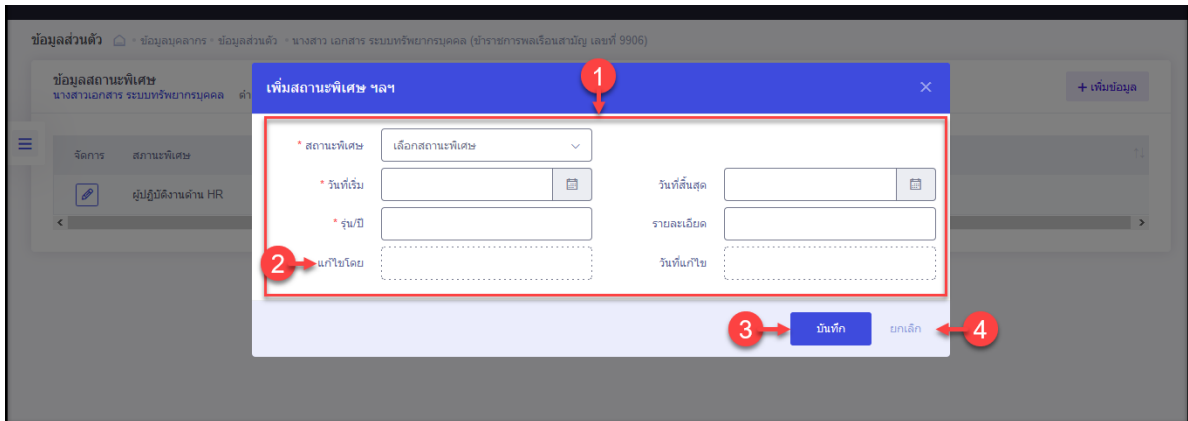 ข้อมูลส่วนตัว - ข้อมูลบุคลากร - ข้อมูลส่วนตัว - นางสาว เอกสาร ระบบทรัพยากรบุคคล (ข้าราชการพลเรือนสามัญ เลขที่ 9906)
ข้อมูลสถานะพิเศษ
นางสาวเอกสาร ระบบทรัพยากรบุคคล ตำ
+ เพิ่มข้อมูล
เพิ่มสถานะพิเศษ ฯลฯ
1
จัดการ สถานะพิเศษ
ผู้ปฏิบัติงานด้าน HR
* สถานะพิเศษ เลือกสถานะพิเศษ
* วันที่เริ่ม วันที่สิ้นสุด
* รุ่น/ปี รายละเอียด
2 แก้ไขโดย วันที่แก้ไข
3 บันทึก ยกเลิก 4